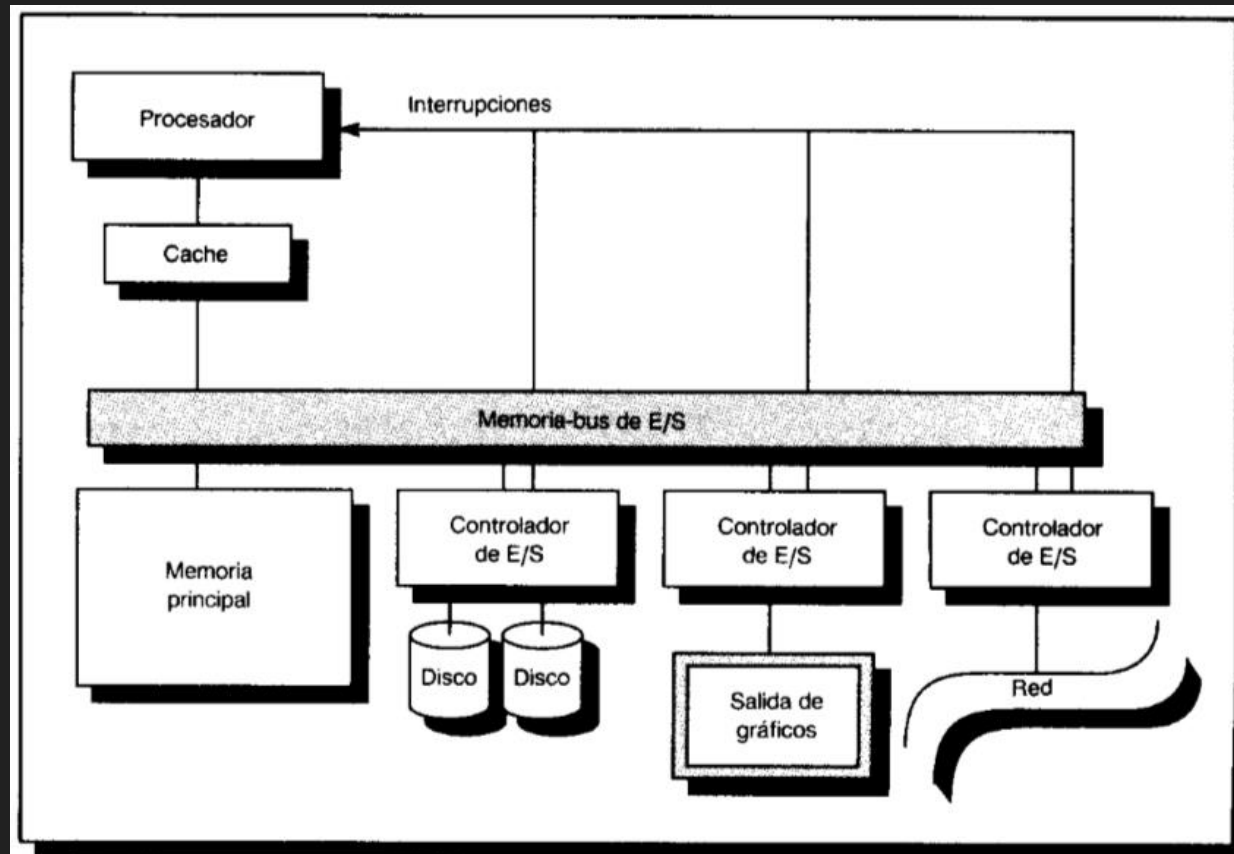 Procesador
Interrupciones
Cache
Memoria-bus de E/S
Memoria
principal
Controlador
de E/S
Controlador
de E/S
Controlador
de E/S
Disco
Disco
Salida de
gráficos
Red